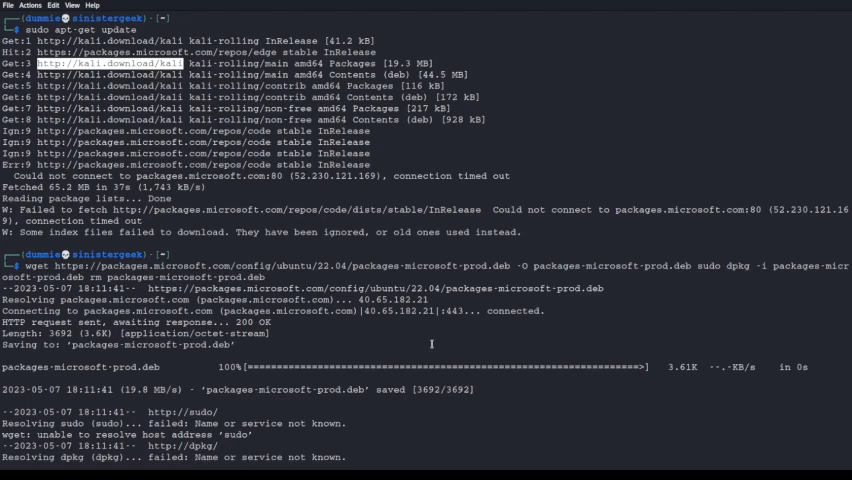 File Actions Edit View Help
┌──(dummie💀sinistergeek)-[~]
└─$ sudo apt-get update
Get:1 http://kali.download/kali kali-rolling InRelease [41.2 kB]
Hit:2 https://packages.microsoft.com/repos/edge stable InRelease
Get:3 http://kali.download/kali kali-rolling/main amd64 Packages [19.3 MB]
Get:4 http://kali.download/kali kali-rolling/main amd64 Contents (deb) [44.5 MB]
Get:5 http://kali.download/kali kali-rolling/contrib amd64 Packages [116 kB]
Get:6 http://kali.download/kali kali-rolling/contrib amd64 Contents (deb) [172 kB]
Get:7 http://kali.download/kali kali-rolling/non-free amd64 Packages [217 kB]
Get:8 http://kali.download/kali kali-rolling/non-free amd64 Contents (deb) [928 kB]
Ign:9 http://packages.microsoft.com/repos/code stable InRelease
Ign:9 http://packages.microsoft.com/repos/code stable InRelease
Ign:9 http://packages.microsoft.com/repos/code stable InRelease
Err:9 http://packages.microsoft.com/repos/code stable InRelease
Could not connect to packages.microsoft.com:80 (52.230.121.169), connection timed out
Fetched 65.2 MB in 37s (1,743 kB/s)
Reading package lists... Done
W: Failed to fetch http://packages.microsoft.com/repos/code/dists/stable/InRelease Could not connect to packages.microsoft.com:80 (52.230.121.16
9), connection timed out
W: Some index files failed to download. They have been ignored, or old ones used instead.
┌──(dummie💀sinistergeek)-[~]
└─$ wget https://packages.microsoft.com/config/ubuntu/22.04/packages-microsoft-prod.deb -O packages-microsoft-prod.deb sudo dpkg -i packages-micr
osoft-prod.deb rm packages-microsoft-prod.deb
--2023-05-07 18:11:41-- https://packages.microsoft.com/config/ubuntu/22.04/packages-microsoft-prod.deb
Resolving packages.microsoft.com (packages.microsoft.com)... 40.65.182.21
Connecting to packages.microsoft.com (packages.microsoft.com)|40.65.182.21|:443... connected.
HTTP request sent, awaiting response... 200 OK
Length: 3692 (3.6K) [application/octet-stream]
Saving to: ‘packages-microsoft-prod.deb’
packages-microsoft-prod.deb 100%[===================================================================>] 3.61K --.-KB/s in 0s
2023-05-07 18:11:41 (19.8 MB/s) - ‘packages-microsoft-prod.deb’ saved [3692/3692]
--2023-05-07 18:11:41-- http://sudo/
Resolving sudo (sudo)... failed: Name or service not known.
wget: unable to resolve host address ‘sudo’
--2023-05-07 18:11:41-- http://dpkg/
Resolving dpkg (dpkg)... failed: Name or service not known.